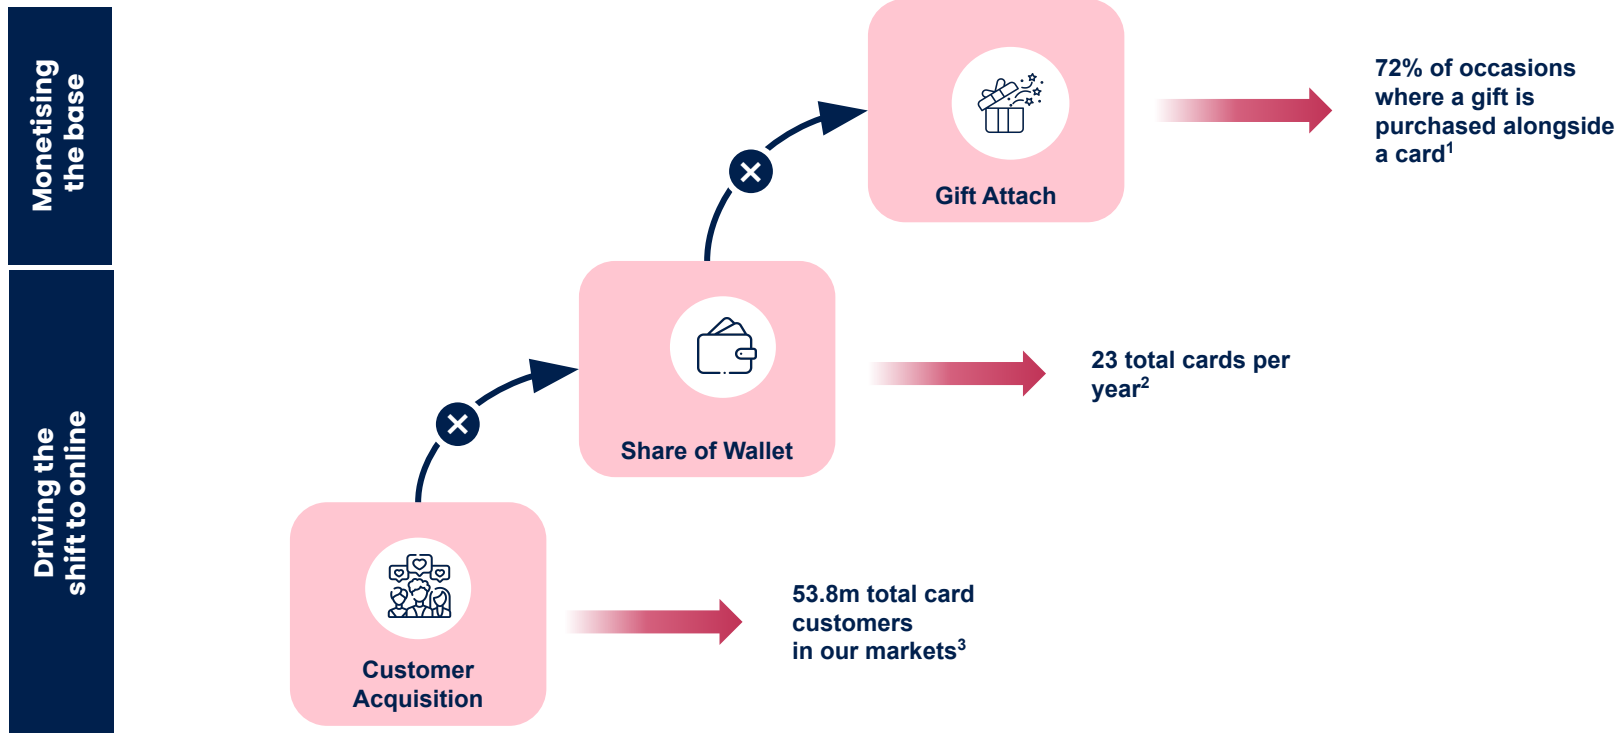 Monetising
the base
72% of occasions
where a gift is
purchased alongside
a card1
Gift Attach
Driving the
shift to online
23 total cards per
year2
Share of Wallet
53.8m total card
customers
in our markets3
Customer
Acquisition